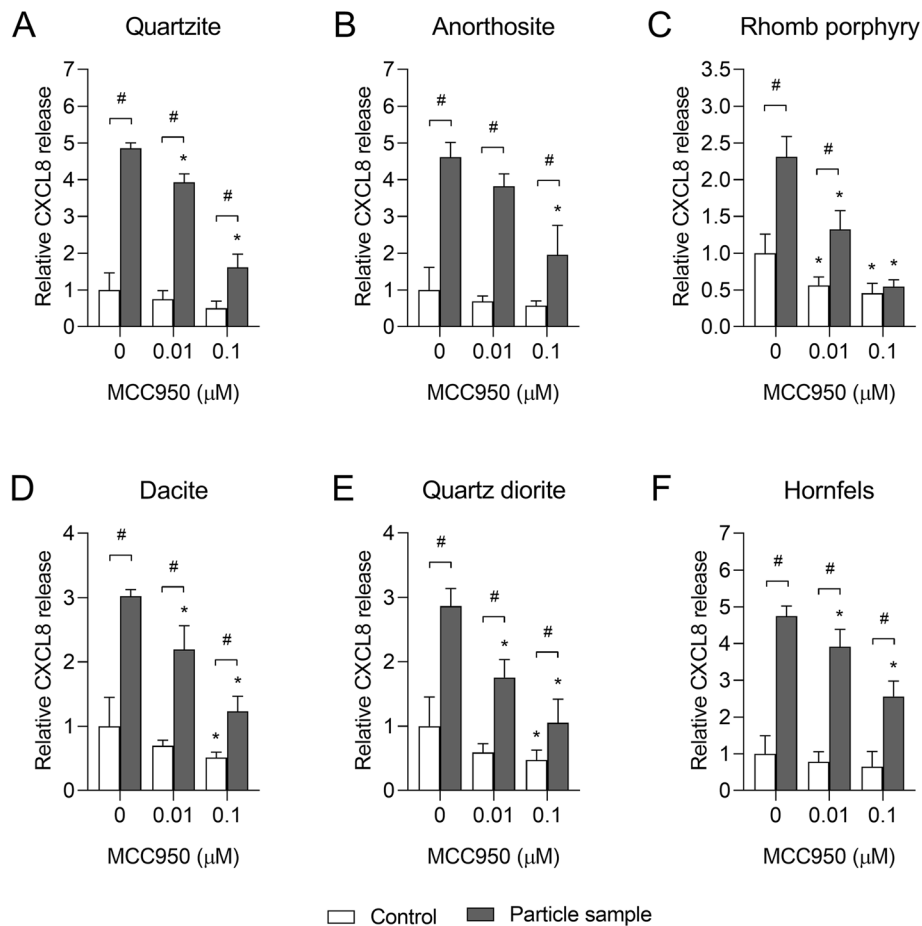 A Quartzite
Relative CXCL8 release
7
6
5
4
3
2
1
0
#
#
*
#
*
0 0.01 0.1
MCC950 (μM)
B Anorthosite
Relative CXCL8 release
7
6
5
4
3
2
1
0
#
#
#
*
0 0.01 0.1
MCC950 (μM)
C Rhomb porphyry
Relative CXCL8 release
3.5
3.0
2.5
2.0
1.5
1.0
0.5
0.0
#
#
*
* * *
0 0.01 0.1
MCC950 (μM)
D Dacite
Relative CXCL8 release
4
3
2
1
0
#
#
*
#
*
*
0 0.01 0.1
MCC950 (μM)
E Quartz diorite
Relative CXCL8 release
4
3
2
1
0
#
#
*
#
*
*
0 0.01 0.1
MCC950 (μM)
F Hornfels
Relative CXCL8 release
7
6
5
4
3
2
1
0
# #
*
#
*
0 0.01 0.1
MCC950 (μM)
Control Particle sample